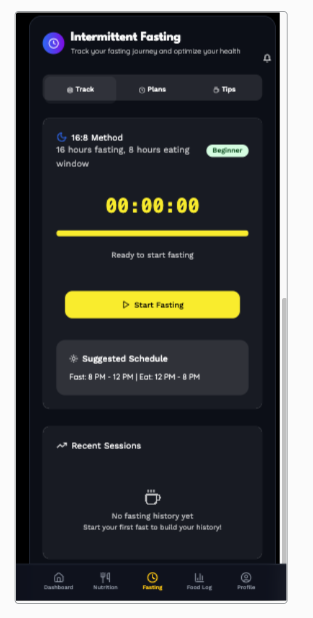 Intermittent Fasting
Track your fasting journey and optimize your health
Track
Plans
Tips
16:8 Method
16 hours fasting, 8 hours eating
window
Beginner
00:00:00
Ready to start fasting
Start Fasting
Suggested Schedule
Fast: 8 PM - 12 PM | Eat: 12 PM - 8 PM
Recent Sessions
No fasting history yet
Start your first fast to build your history!
Dashboard
Nutrition
Fasting
Food Log
Profile